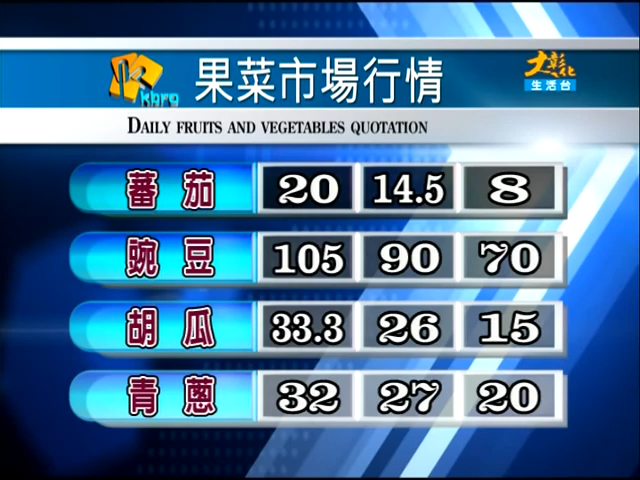 kbro 果菜市場行情 大彰化
生活台
DAILY FRUITS AND VEGETABLES QUOTATION
蕃茄 20 14.5 8
豌豆 105 90 70
胡瓜 33.3 26 15
青蔥 32 27 20